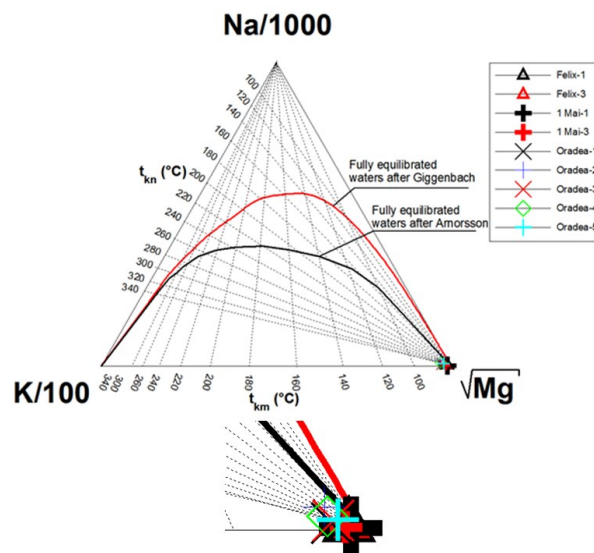 Na/1000
Felix-1
Felix-3
1 Mai-1
1 Mai-3
Oradea-1
Oradea-2
Oradea-3
Oradea-4
Oradea-5
100
120
140
160
180
t_kn (°C)
200
220
240
260
280
300
320
340
Fully equilibrated
waters after Giggenbach
Fully equilibrated
waters after Arnorsson
K/100
340
300
260
240
220
200
180
160
140
120
100
t_km (°C)
√Mg